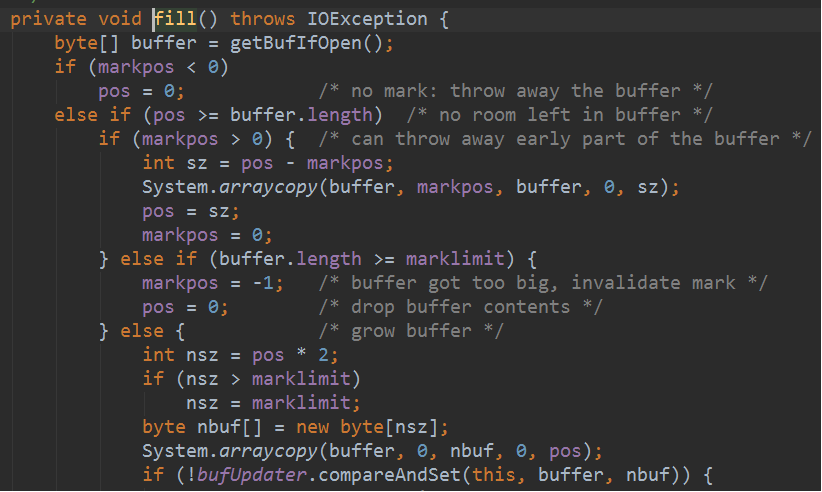 private void fill() throws IOException {
    byte[] buffer = getBufIfOpen();
    if (markpos < 0)
        pos = 0;            /* no mark: throw away the buffer */
    else if (pos >= buffer.length)  /* no room left in buffer */
        if (markpos > 0) {  /* can throw away early part of the buffer */
            int sz = pos - markpos;
            System.arraycopy(buffer, markpos, buffer, 0, sz);
            pos = sz;
            markpos = 0;
        } else if (buffer.length >= marklimit) {
            markpos = -1;   /* buffer got too big, invalidate mark */
            pos = 0;        /* drop buffer contents */
        } else {            /* grow buffer */
            int nsz = pos * 2;
            if (nsz > marklimit)
                nsz = marklimit;
            byte nbuf[] = new byte[nsz];
            System.arraycopy(buffer, 0, nbuf, 0, pos);
            if (!bufUpdater.compareAndSet(this, buffer, nbuf)) {